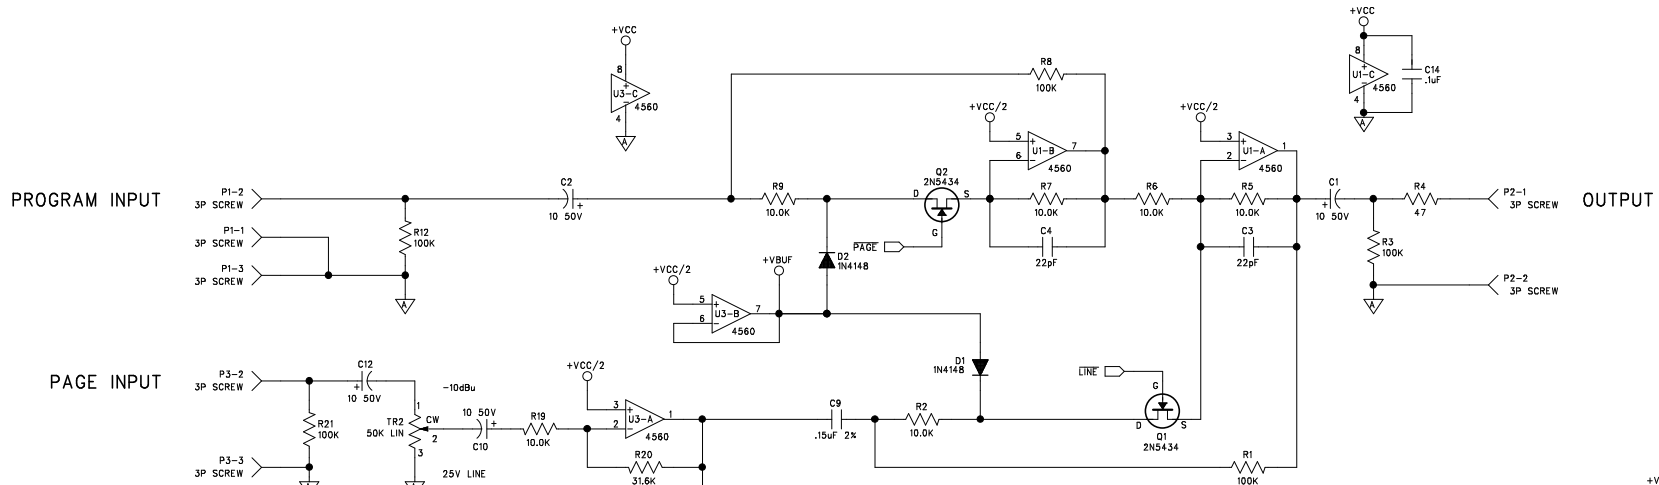 +VCC
8
+
U3-C
-
4560
4
A
+VCC
8
+
U1-C
-
4560
4
C14
.1uF
A
R8
100K
+VCC/2
5
+
U1-B
7
6
-
4560
+VCC/2
3
+
U1-A
1
2
-
4560
PROGRAM INPUT
P1-2
3P SCREW
P1-1
3P SCREW
P1-3
3P SCREW
R12
100K
A
C2
+
10 50V
R9
10.0K
Q2
2N5434
D
S
G
PAGE
R7
10.0K
C4
22pF
R6
10.0K
R5
10.0K
C3
22pF
C1
+
10 50V
R4
47
R3
100K
A
P2-1
3P SCREW
OUTPUT
P2-2
3P SCREW
D2
1N4148
+VCC/2
+VBUF
5
+
U3-B
7
6
-
4560
D1
1N4148
LINE
G
D
S
Q1
2N5434
PAGE INPUT
P3-2
3P SCREW
P3-3
3P SCREW
R21
100K
C12
+
10 50V
-10dBu
1
TR2
CW
50K LIN
2
3
25V LINE
10 50V
+
C10
R19
10.0K
+VCC/2
3
+
U3-A
1
2
-
4560
R20
31.6K
C9
.15uF 2%
R2
10.0K
R1
100K
+V